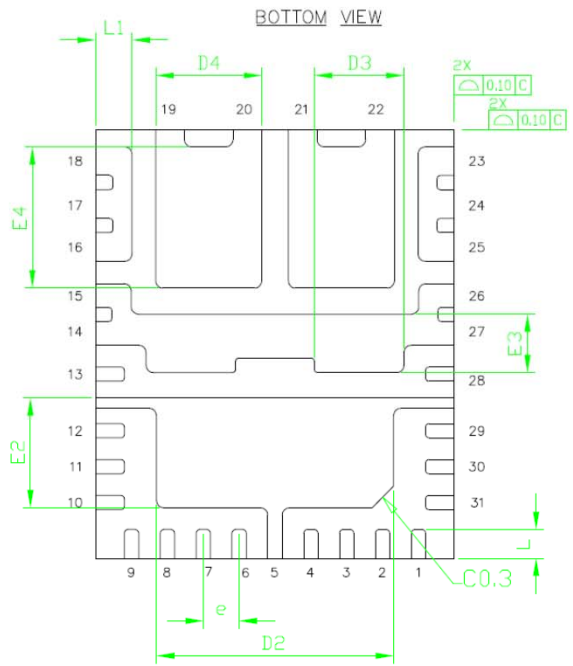 BOTTOM VIEW
L1
D4
D3
2X
⌓ 0.10 C
2X
⌓ 0.10 C
19 20 21 22
18 23
17 24
E4
16 25
15 26
14 27
E3
13 28
12 29
E2
11 30
10 31
9 8 7 6 5 4 3 2 1
L
C0.3
e
D2